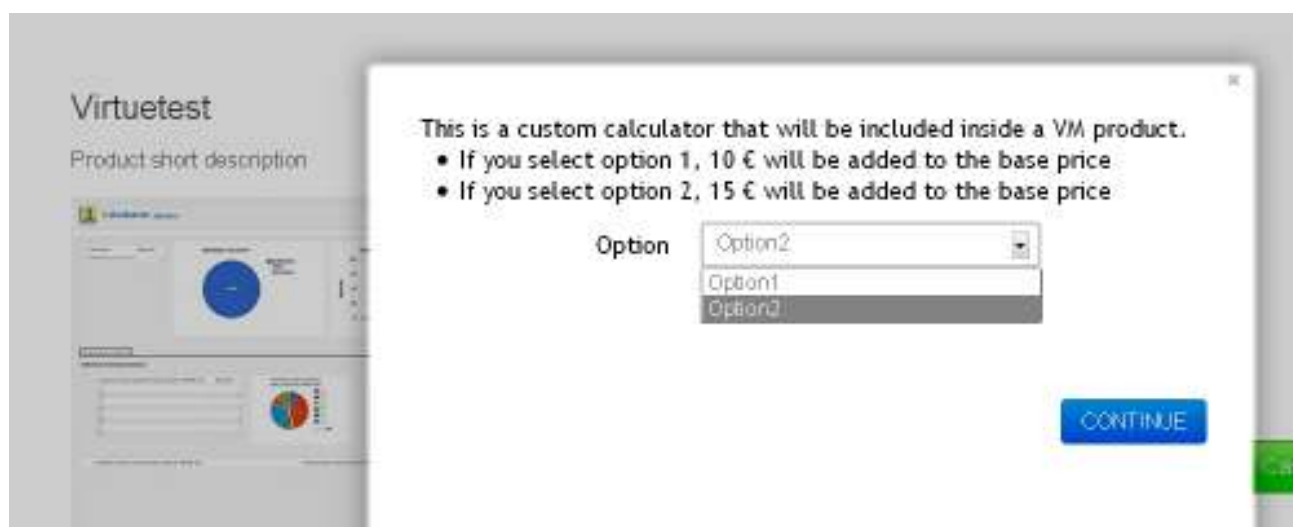 Virtuetest
Product short description
This is a custom calculator that will be included inside a VM product.
• If you select option 1, 10 € will be added to the base price
• If you select option 2, 15 € will be added to the base price
Option
Option2
Option1
Option2
CONTINUE
Ca